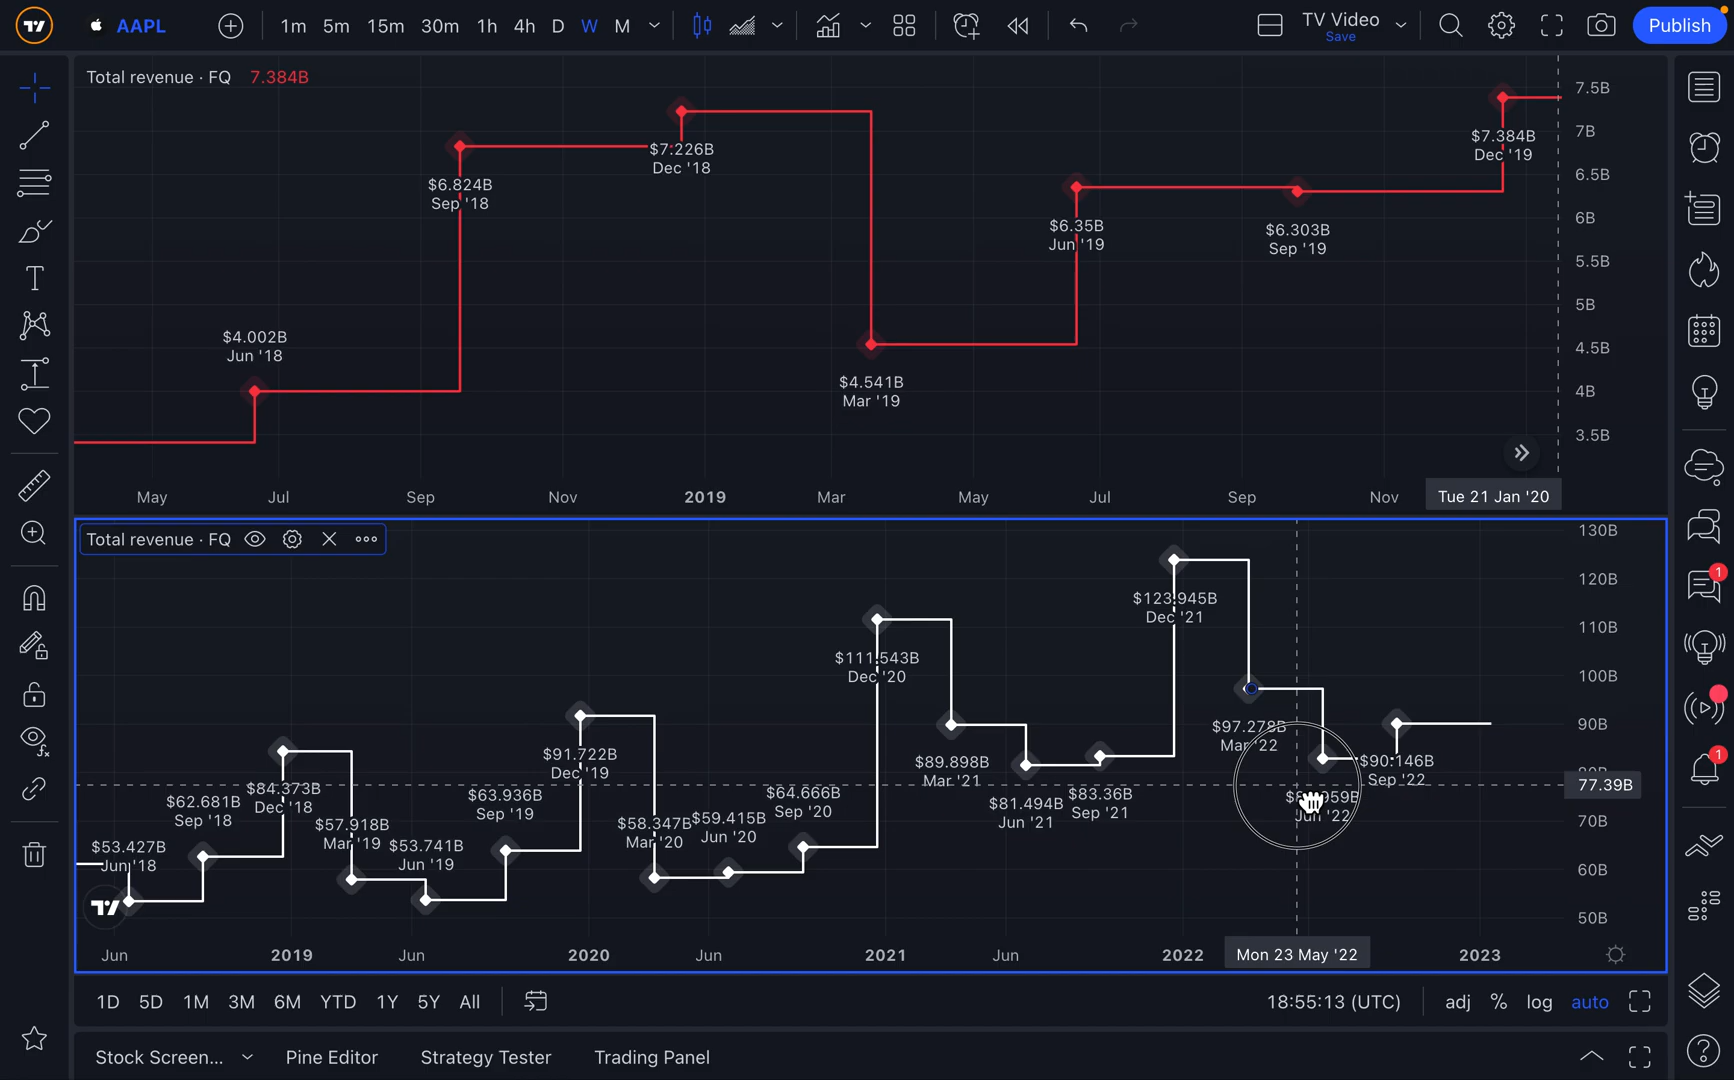 AAPL 1m 5m 15m 30m 1h 4h D W M TV Video Publish
Save
Total revenue · FQ 7.384B
7.5B
7B
6.5B
6B
5.5B
5B
4.5B
4B
3.5B
$4.002B
Jun '18
$6.824B
Sep '18
$7.226B
Dec '18
$4.541B
Mar '19
$6.35B
Jun '19
$6.303B
Sep '19
$7.384B
Dec '19
May Jul Sep Nov 2019 Mar May Jul Sep Nov Tue 21 Jan '20
Total revenue · FQ
130B
120B
110B
100B
90B
77.39B
70B
60B
50B
$53.427B
Jun '18
$62.681B
Sep '18
$84.373B
Dec '18
$57.918B
Mar '19
$53.741B
Jun '19
$63.936B
Sep '19
$91.722B
Dec '19
$58.347B
Mar '20
$59.415B
Jun '20
$64.666B
Sep '20
$111.543B
Dec '20
$89.898B
Mar '21
$81.494B
Jun '21
$83.36B
Sep '21
$123.945B
Dec '21
$97.278B
Mar '22
Jun '22
$90.146B
Sep '22
Jun 2019 Jun 2020 Jun 2021 Jun 2022 Mon 23 May '22 2023
1D 5D 1M 3M 6M YTD 1Y 5Y All 18:55:13 (UTC) adj % log auto
Stock Screen... Pine Editor Strategy Tester Trading Panel
1
1